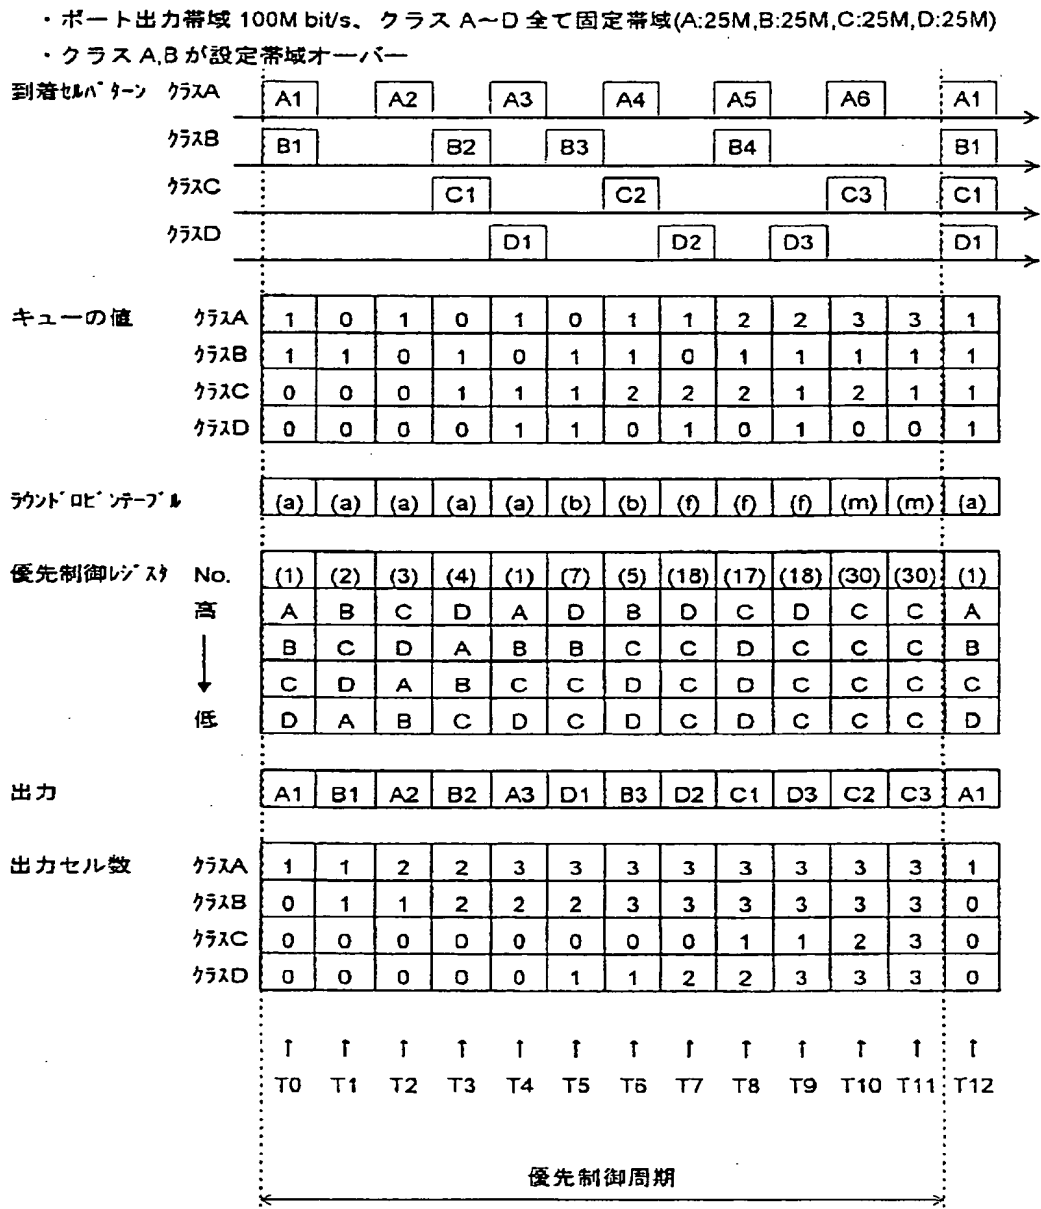 ・ポート出力帯域 100M bit/s、クラス A～D 全て固定帯域(A:25M,B:25M,C:25M,D:25M)
・クラス A,B が設定帯域オーバー
到着ｾﾙﾊﾟﾀｰﾝ ｸﾗｽA A1 A2 A3 A4 A5 A6 A1
ｸﾗｽB B1 B2 B3 B4 B1
ｸﾗｽC C1 C2 C3 C1
ｸﾗｽD D1 D2 D3 D1
キューの値 ｸﾗｽA 1 0 1 0 1 0 1 1 2 2 3 3 1
ｸﾗｽB 1 1 0 1 0 1 1 0 1 1 1 1 1
ｸﾗｽC 0 0 0 1 1 1 2 2 2 1 2 1 1
ｸﾗｽD 0 0 0 0 1 1 0 1 0 1 0 0 1
ﾗｳﾝﾄﾞﾛﾋﾞﾝﾃｰﾌﾞﾙ (a) (a) (a) (a) (a) (b) (b) (f) (f) (f) (m) (m) (a)
優先制御ﾚｼﾞｽﾀ No. (1) (2) (3) (4) (1) (7) (5) (18) (17) (18) (30) (30) (1)
高 A B C D A D B D C D C C A
B C D A B B C C D C C C B
C D A B C C D C D C C C C
低 D A B C D C D C D C C C D
出力 A1 B1 A2 B2 A3 D1 B3 D2 C1 D3 C2 C3 A1
出力セル数 ｸﾗｽA 1 1 2 2 3 3 3 3 3 3 3 3 1
ｸﾗｽB 0 1 1 2 2 2 3 3 3 3 3 3 0
ｸﾗｽC 0 0 0 0 0 0 0 0 1 1 2 3 0
ｸﾗｽD 0 0 0 0 0 1 1 2 2 3 3 3 0
↑ ↑ ↑ ↑ ↑ ↑ ↑ ↑ ↑ ↑ ↑ ↑ ↑
T0 T1 T2 T3 T4 T5 T6 T7 T8 T9 T10 T11 T12
優先制御周期